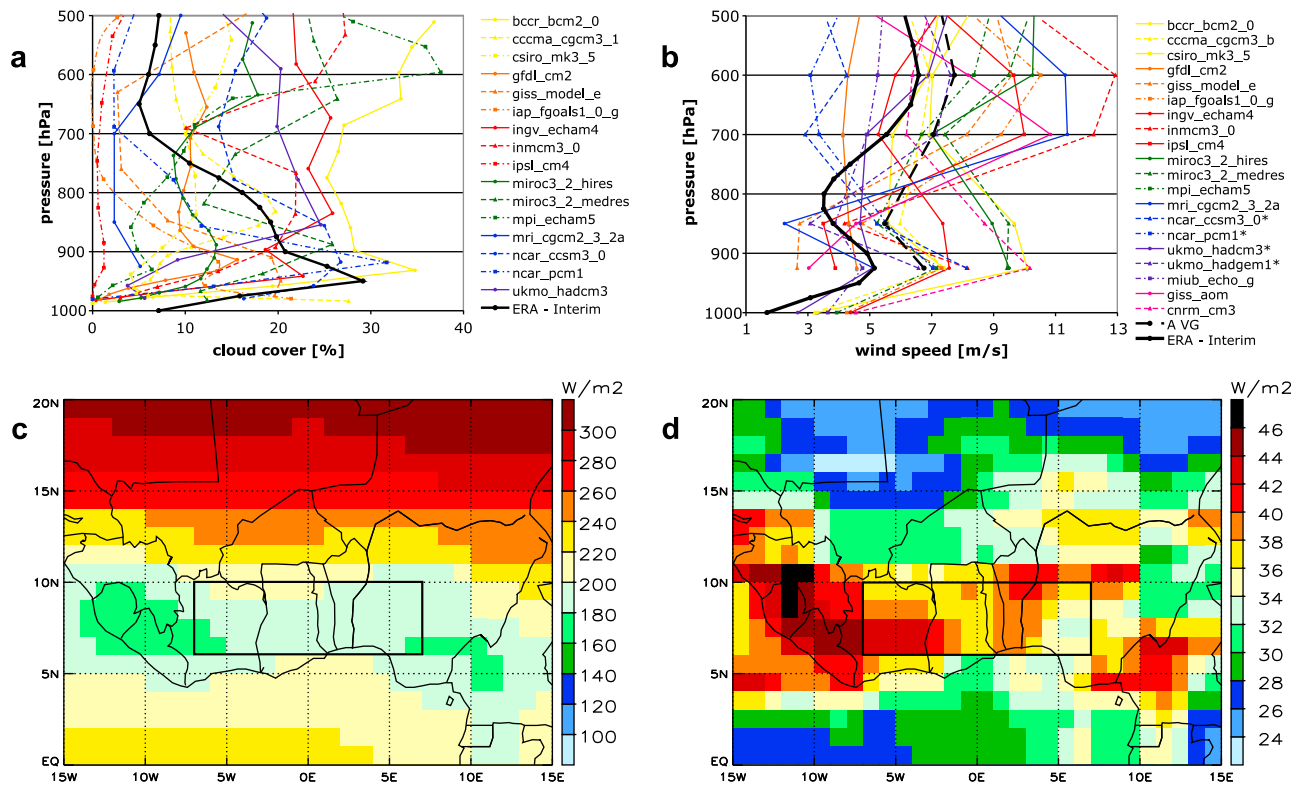 a
pressure [hPa]
500
600
700
800
900
1000
0
10
20
30
40
cloud cover [%]
bccr_bcm2_0
cccma_cgcm3_1
csiro_mk3_5
gfdl_cm2
giss_model_e
iap_fgoals1_0_g
ingv_echam4
inmcm3_0
ipsl_cm4
miroc3_2_hires
miroc3_2_medres
mpi_echam5
mri_cgcm2_3_2a
ncar_ccsm3_0
ncar_pcm1
ukmo_hadcm3
ERA - Interim
b
pressure [hPa]
500
600
700
800
900
1000
1
3
5
7
9
11
13
wind speed [m/s]
bccr_bcm2_0
cccma_cgcm3_b
csiro_mk3_5
gfdl_cm2
giss_model_e
iap_fgoals1_0_g
ingv_echam4
inmcm3_0
ipsl_cm4
miroc3_2_hires
miroc3_2_medres
mpi_echam5
mri_cgcm2_3_2a
ncar_ccsm3_0*
ncar_pcm1*
ukmo_hadcm3*
ukmo_hadgem1*
miub_echo_g
giss_aom
cnrm_cm3
A VG
ERA - Interim
c
W/m2
20N
15N
10N
5N
EQ
15W
10W
5W
0E
5E
10E
15E
300
280
260
240
220
200
180
160
140
120
100
d
W/m2
20N
15N
10N
5N
EQ
15W
10W
5W
0E
5E
10E
15E
46
44
42
40
38
36
34
32
30
28
26
24